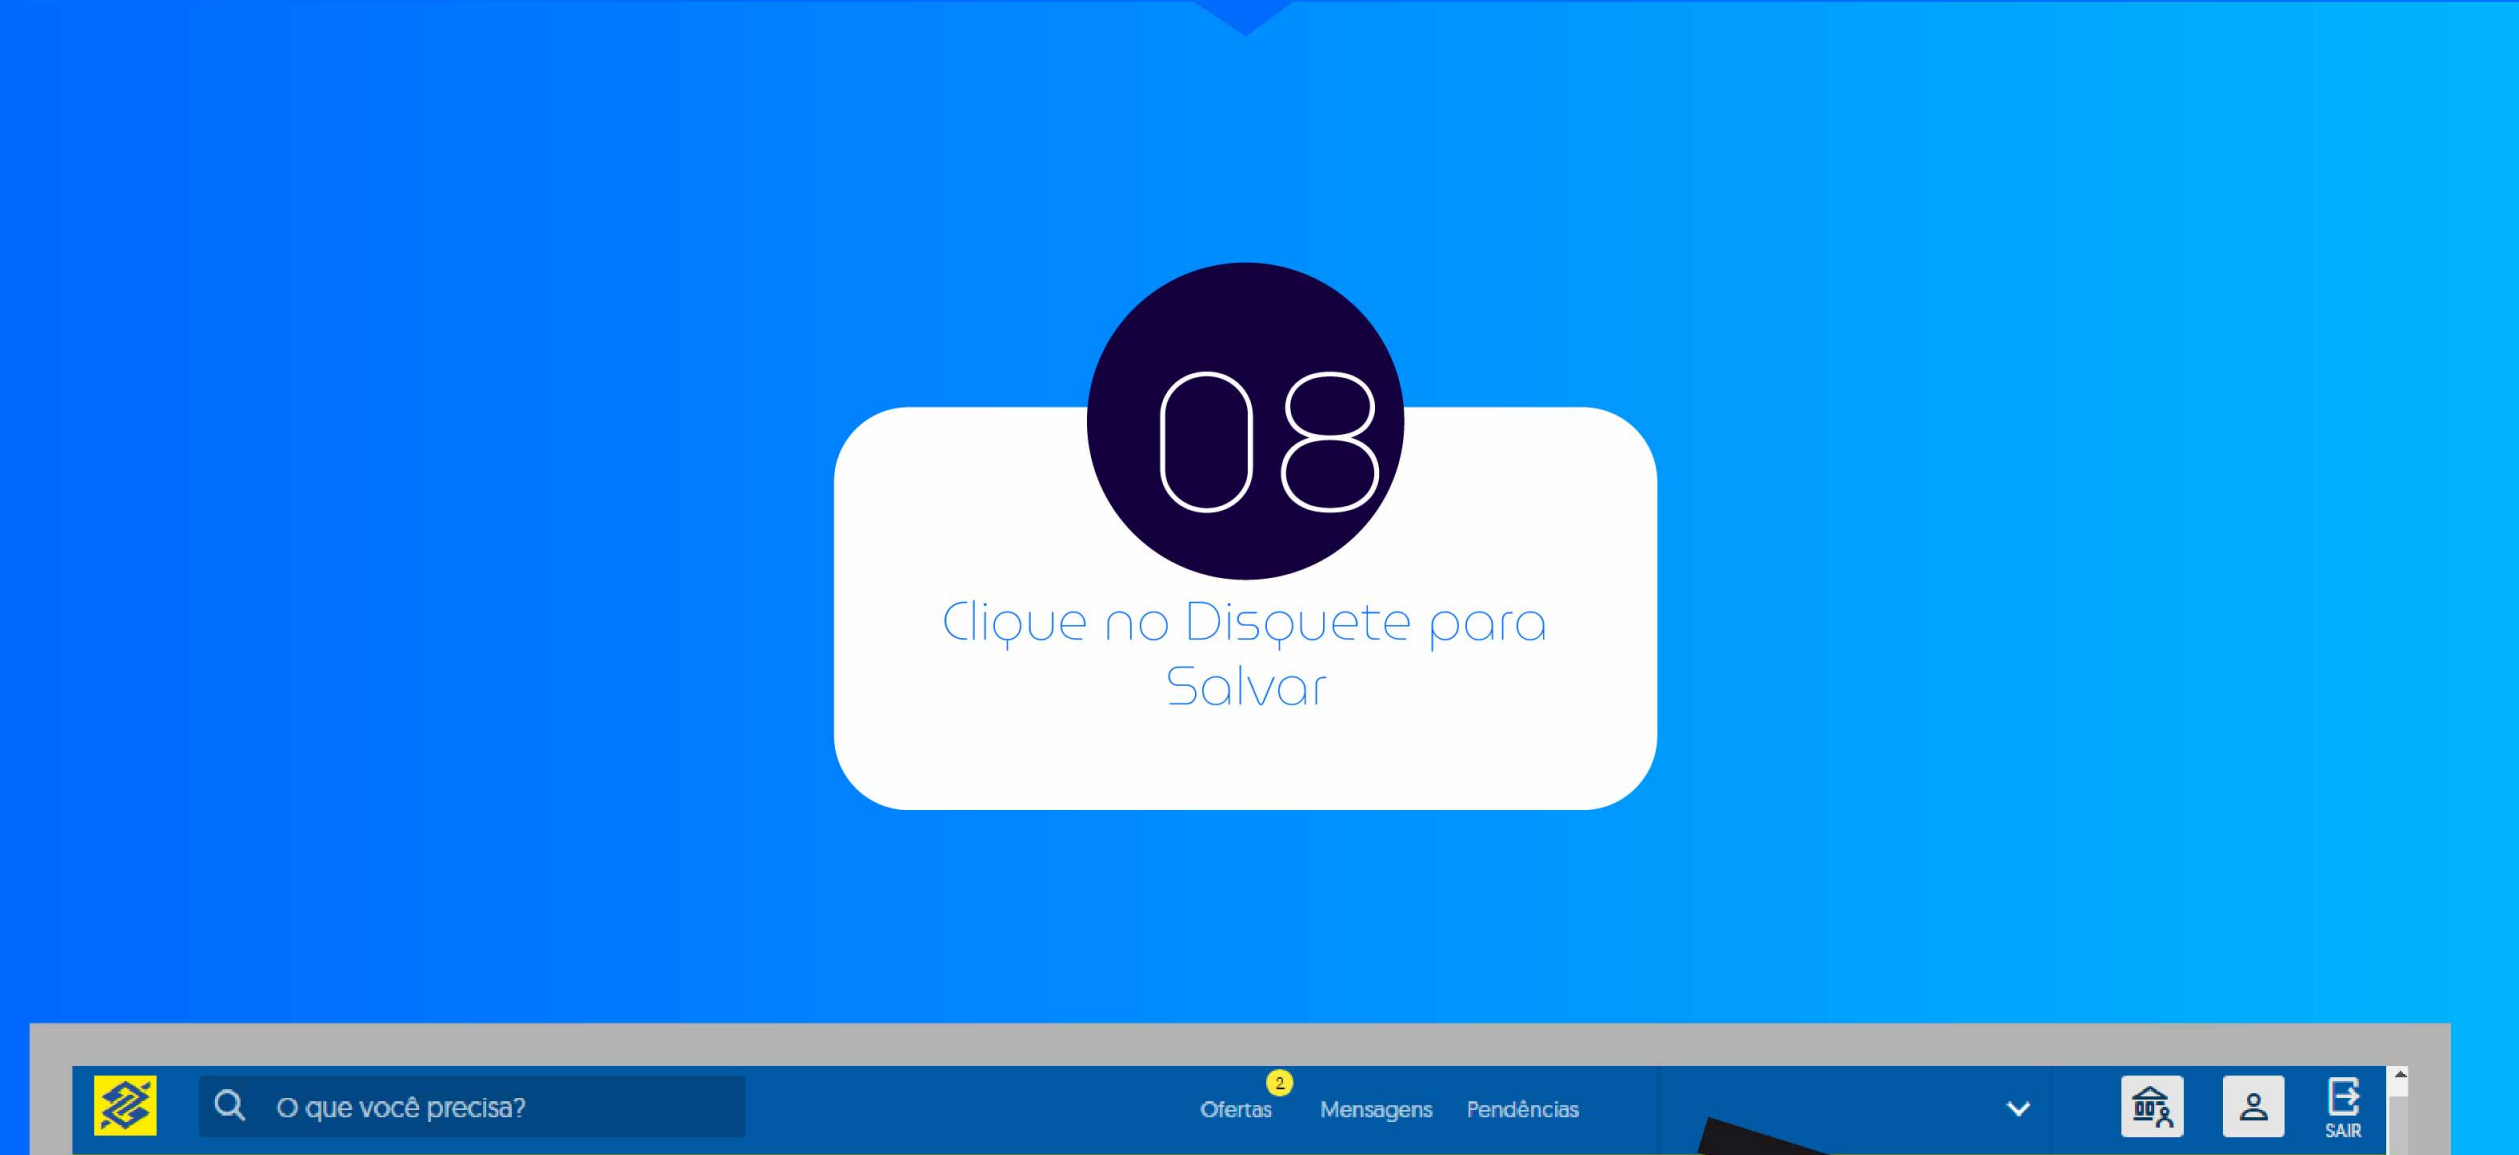 08
Clique no Disquete para
Salvar
O que você precisa?
Ofertas 2 Mensagens Pendências
SAIR